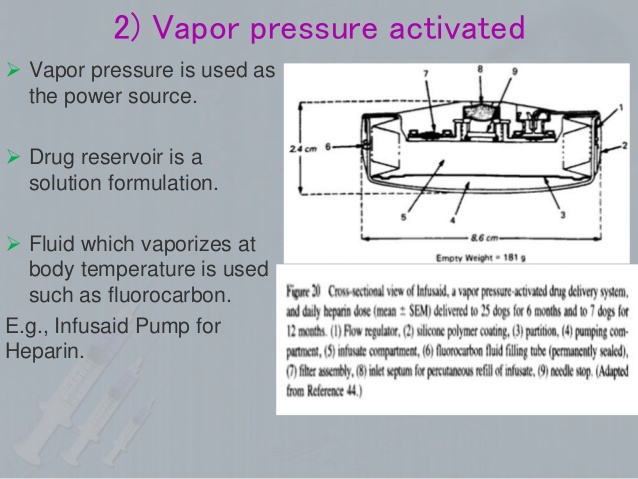 2) Vapor pressure activated
➢ Vapor pressure is used as
the power source.
➢ Drug reservoir is a
solution formulation.
➢ Fluid which vaporizes at
body temperature is used
such as fluorocarbon.
E.g., Infusaid Pump for
Heparin.
7
8
9
1
2.4 cm
6
2
5
4
3
8.6 cm
Empty Weight = 181 g
Figure 20 Cross-sectional view of Infusaid, a vapor pressure-activated drug delivery system,
and daily heparin dose (mean ± SEM) delivered to 25 dogs for 6 months and to 7 dogs for
12 months. (1) Flow regulator, (2) silicone polymer coating, (3) partition, (4) pumping com-
partment, (5) infusate compartment, (6) fluorocarbon fluid filling tube (permanently sealed),
(7) filter assembly, (8) inlet septum for percutaneous refill of infusate, (9) needle stop. (Adapted
from Reference 44.)